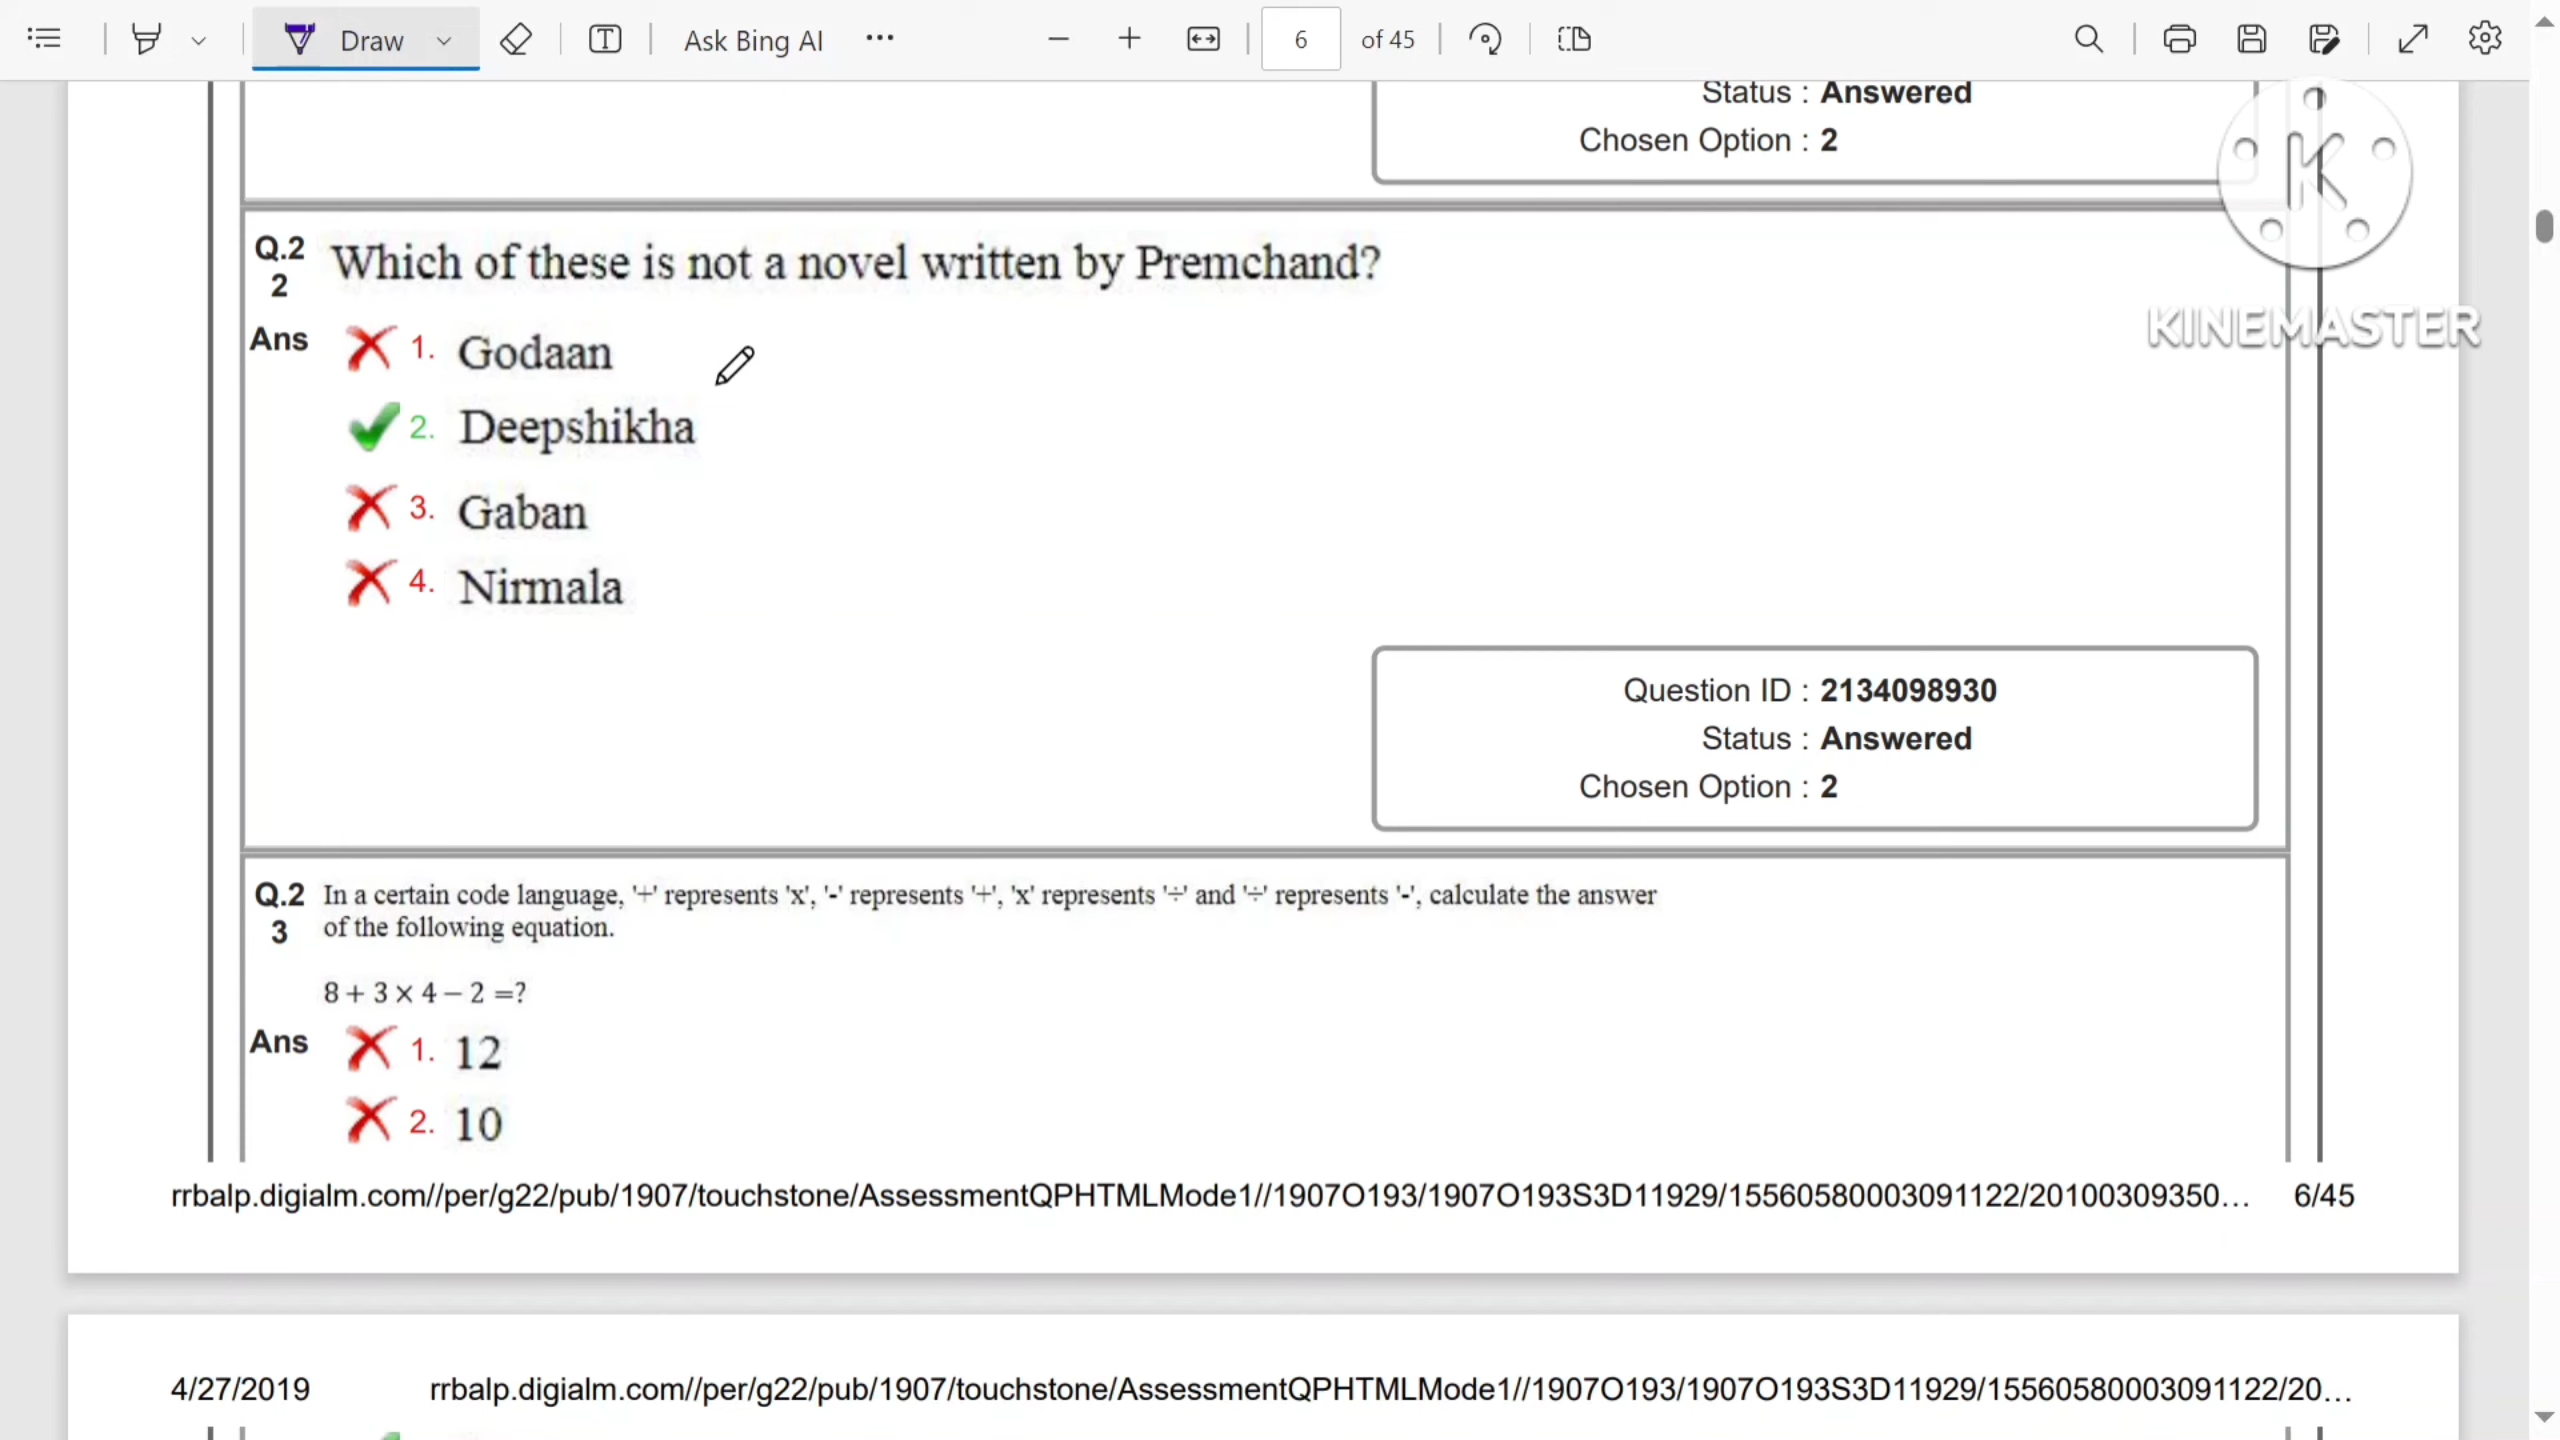 Draw
Ask Bing AI
6 of 45
Status : Answered
Chosen Option : 2
K
KINEMASTER
Q.2 Which of these is not a novel written by Premchand?
2
Ans 1. Godaan
2. Deepshikha
3. Gaban
4. Nirmala
Question ID : 2134098930
Status : Answered
Chosen Option : 2
Q.2 In a certain code language, '+' represents 'x', '-' represents '+', 'x' represents '÷' and '÷' represents '-', calculate the answer
3 of the following equation.
8 + 3 × 4 – 2 =?
Ans 1. 12
2. 10
rrbalp.digialm.com//per/g22/pub/1907/touchstone/AssessmentQPHTMLMode1//1907O193/1907O193S3D11929/15560580003091122/20100309350… 6/45
4/27/2019 rrbalp.digialm.com//per/g22/pub/1907/touchstone/AssessmentQPHTMLMode1//1907O193/1907O193S3D11929/15560580003091122/20…